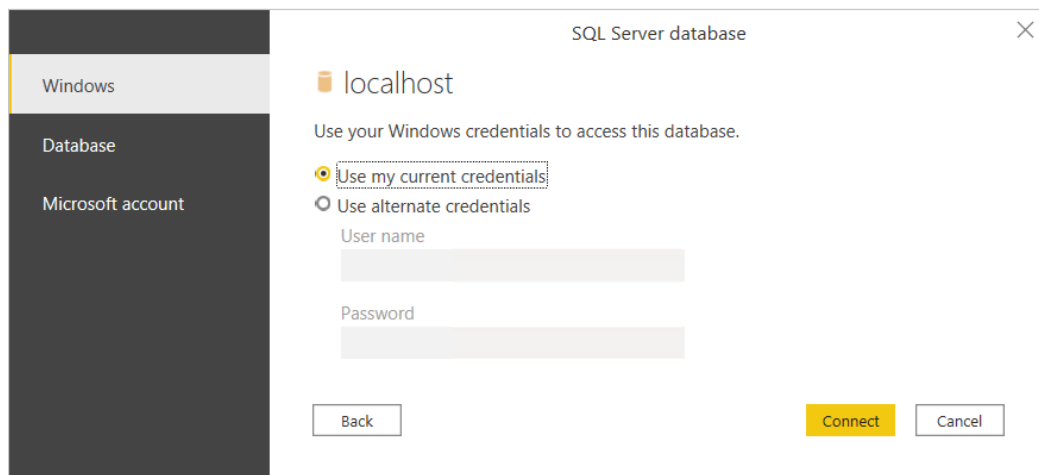 SQL Server database
Windows
Database
Microsoft account
localhost
Use your Windows credentials to access this database.
Use my current credentials
Use alternate credentials
User name
Password
Back
Connect
Cancel